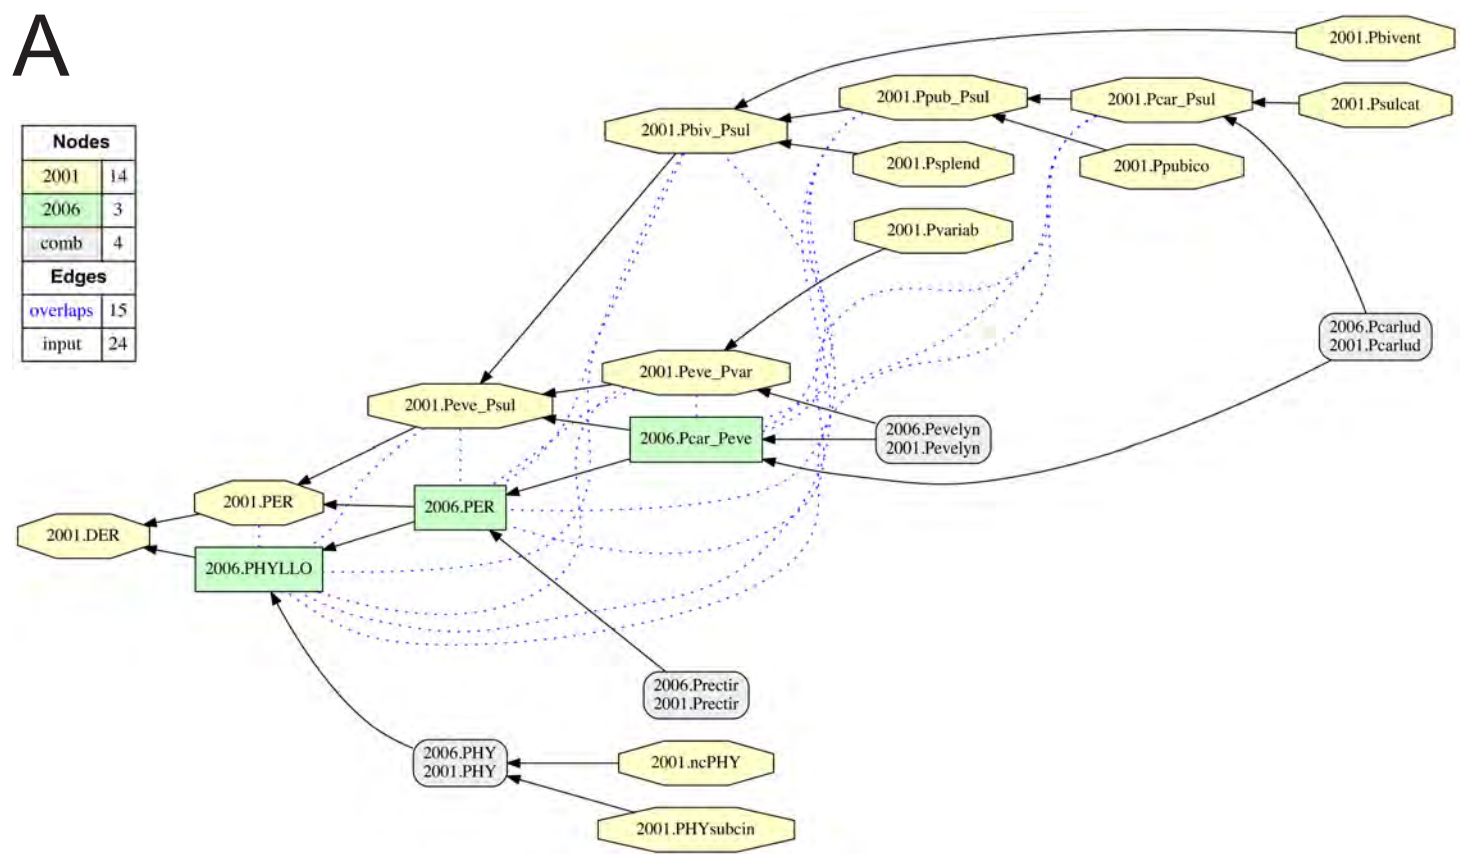 A
2001.Pbivent
2001.Ppub_Psul
2001.Pcar_Psul
2001.Psulcat
2001.Pbiv_Psul
2001.Psplend
2001.Ppubico
Nodes
2001 14
2006 3
comb 4
Edges
overlaps 15
input 24
2001.Pvariab
2006.Pcarlud
2001.Pcarlud
2001.Peve_Pvar
2001.Peve_Psul
2006.Pcar_Peve
2006.Pevelyn
2001.Pevelyn
2001.PER
2006.PER
2001.DER
2006.PHYLLO
2006.Prectir
2001.Prectir
2006.PHY
2001.PHY
2001.ncPHY
2001.PHYsubcin